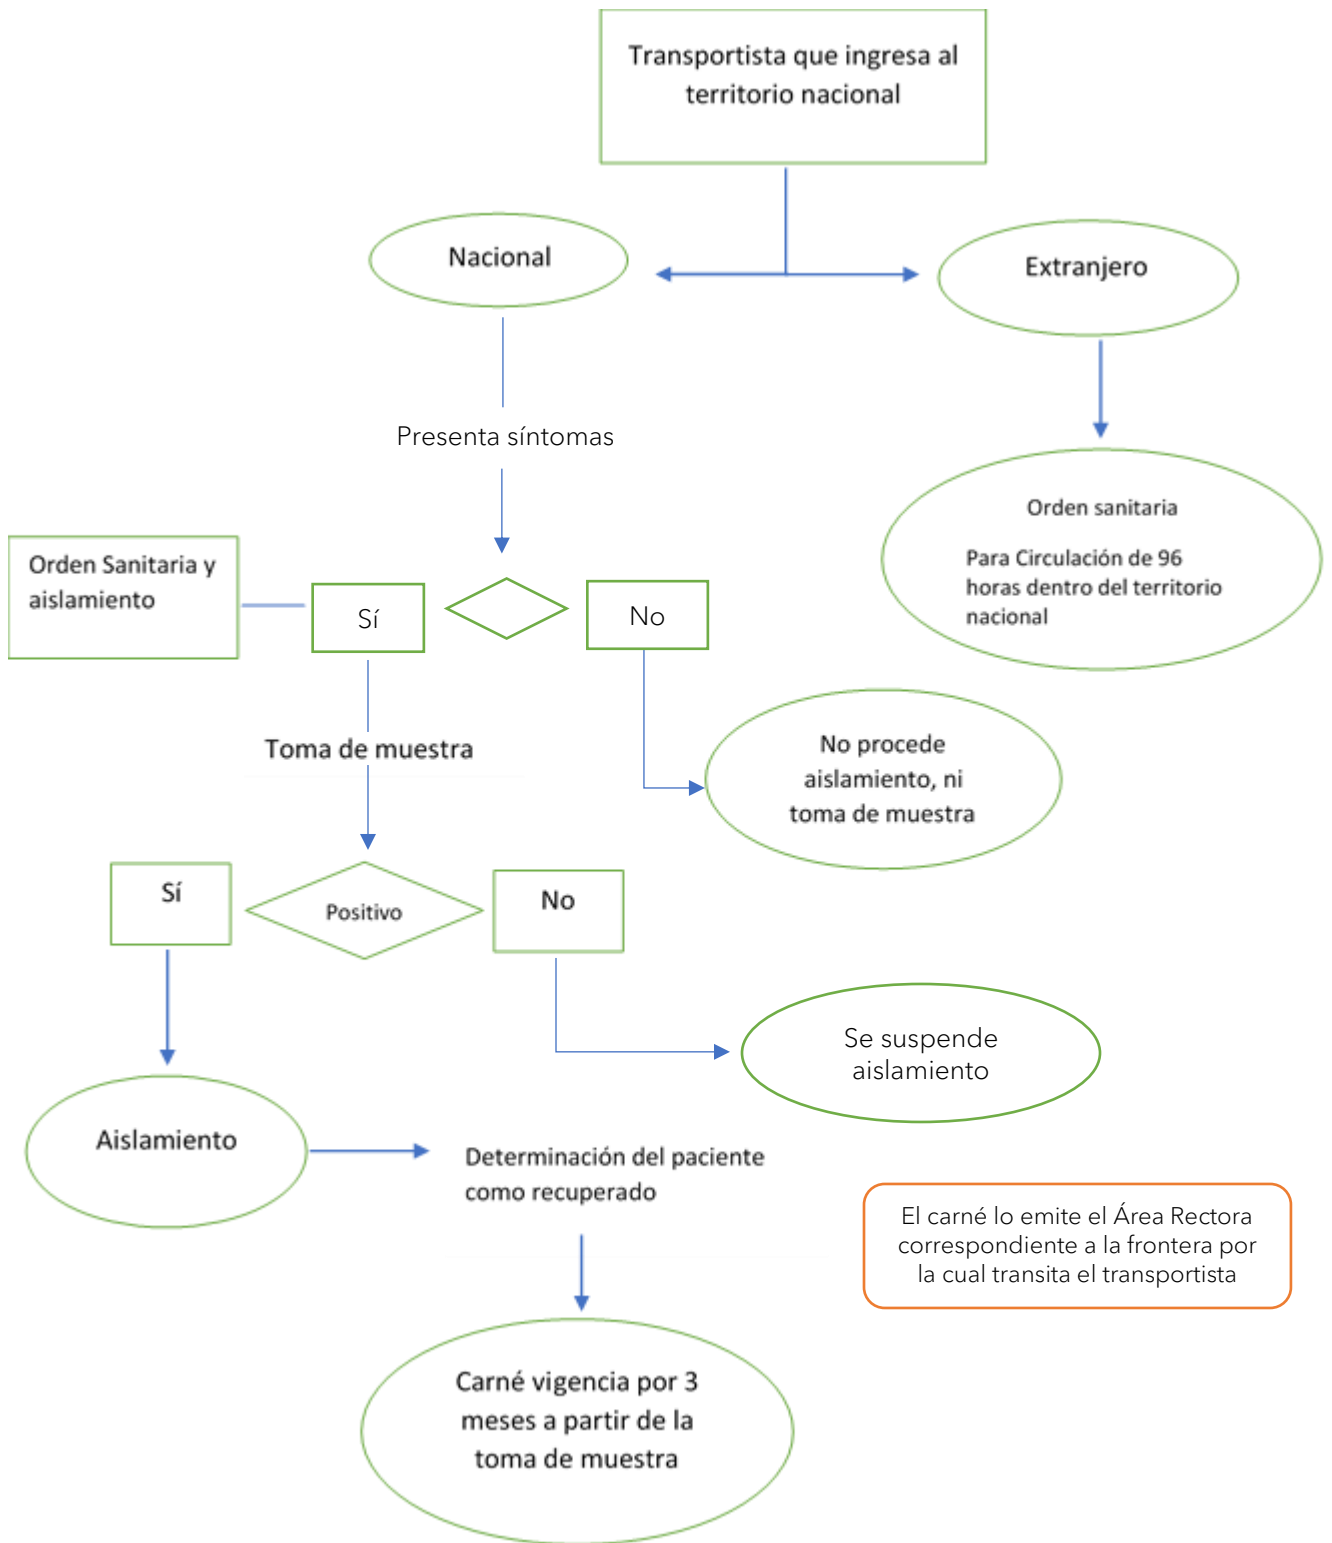 Transportista que ingresa al
territorio nacional
Nacional
Extranjero
Presenta síntomas
Orden sanitaria
Para Circulación de 96
horas dentro del territorio
nacional
Orden Sanitaria y
aislamiento
Sí
No
Toma de muestra
No procede
aislamiento, ni
toma de muestra
Sí
Positivo
No
Se suspende
aislamiento
Aislamiento
Determinación del paciente
como recuperado
El carné lo emite el Área Rectora
correspondiente a la frontera por
la cual transita el transportista
Carné vigencia por 3
meses a partir de la
toma de muestra